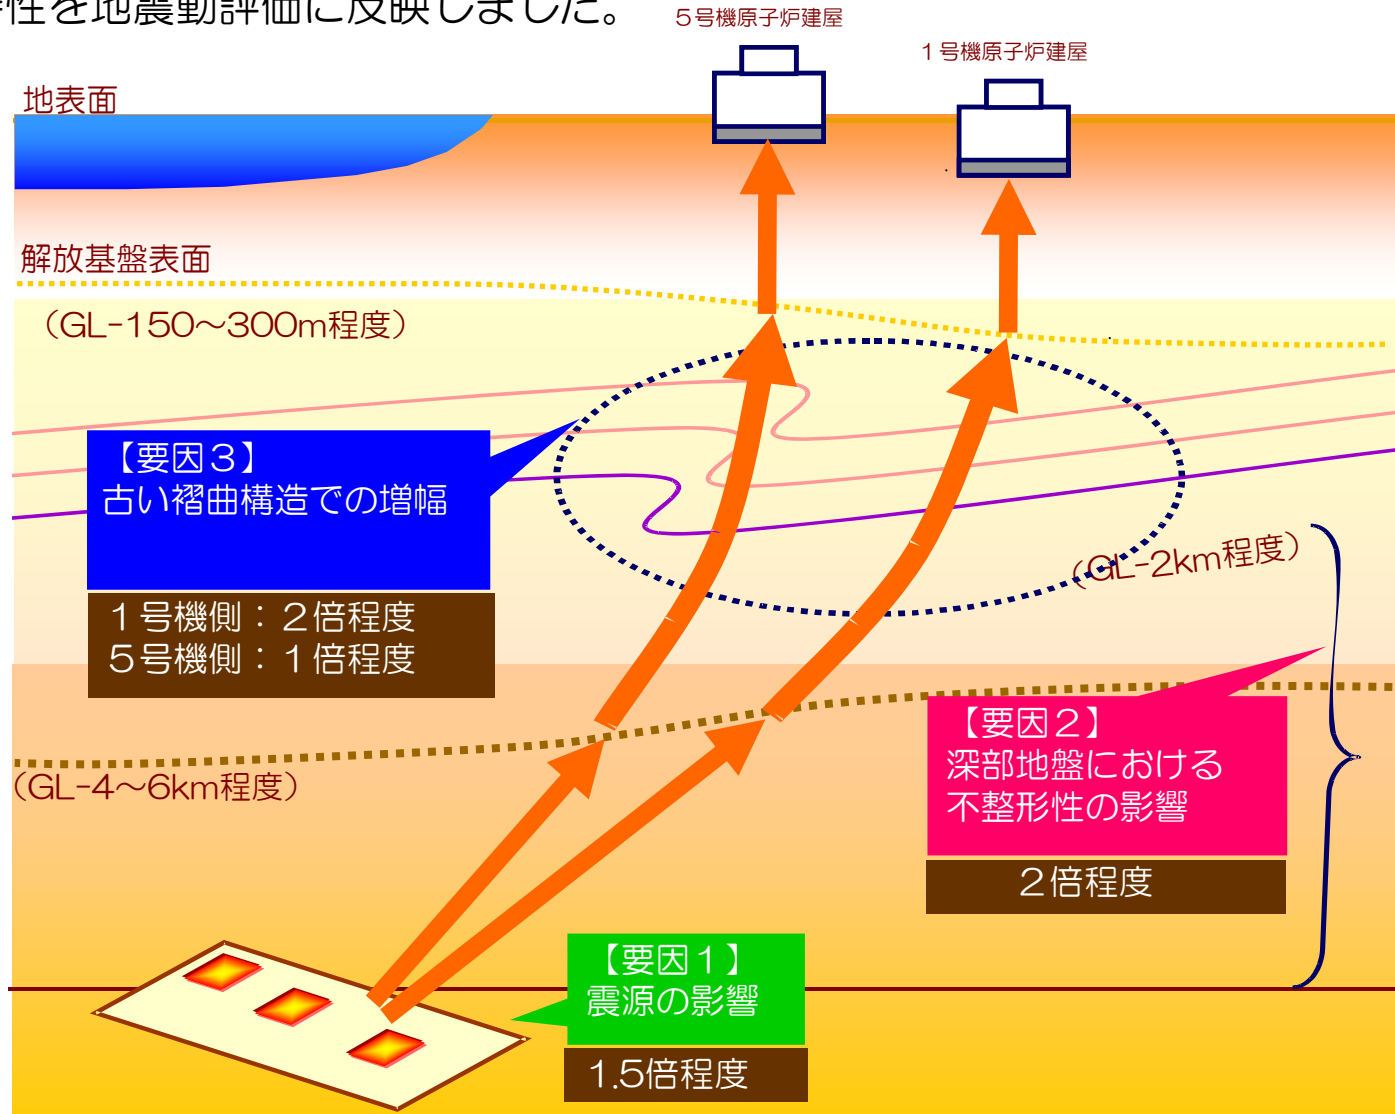 性を地震動評価に反映しました。
5号機原子炉建屋
1号機原子炉建屋
地表面
解放基盤表面
（GL-150～300m程度）
【要因3】
古い褶曲構造での増幅
1号機側：2倍程度
5号機側：1倍程度
（GL-2km程度）
【要因2】
深部地盤における
不整形性の影響
2倍程度
（GL-4～6km程度）
【要因1】
震源の影響
1.5倍程度